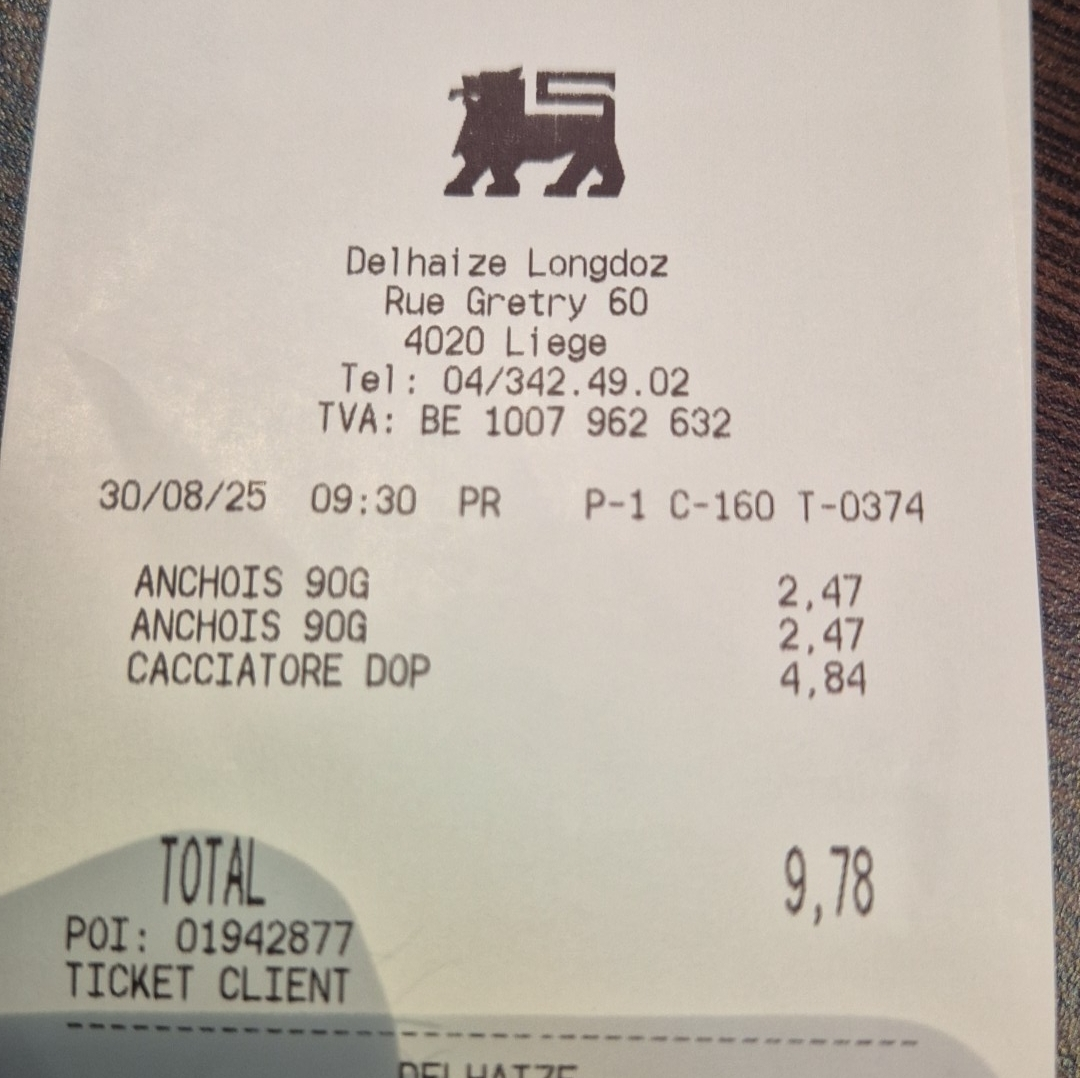 Delhaize Longdoz
Rue Gretry 60
4020 Liege
Tel: 04/342.49.02
TVA: BE 1007 962 632
30/08/25 09:30 PR P-1 C-160 T-0374
ANCHOIS 90G 2,47
ANCHOIS 90G 2,47
CACCIATORE DOP 4,84
TOTAL 9,78
POI: 01942877
TICKET CLIENT
DELHAIZE